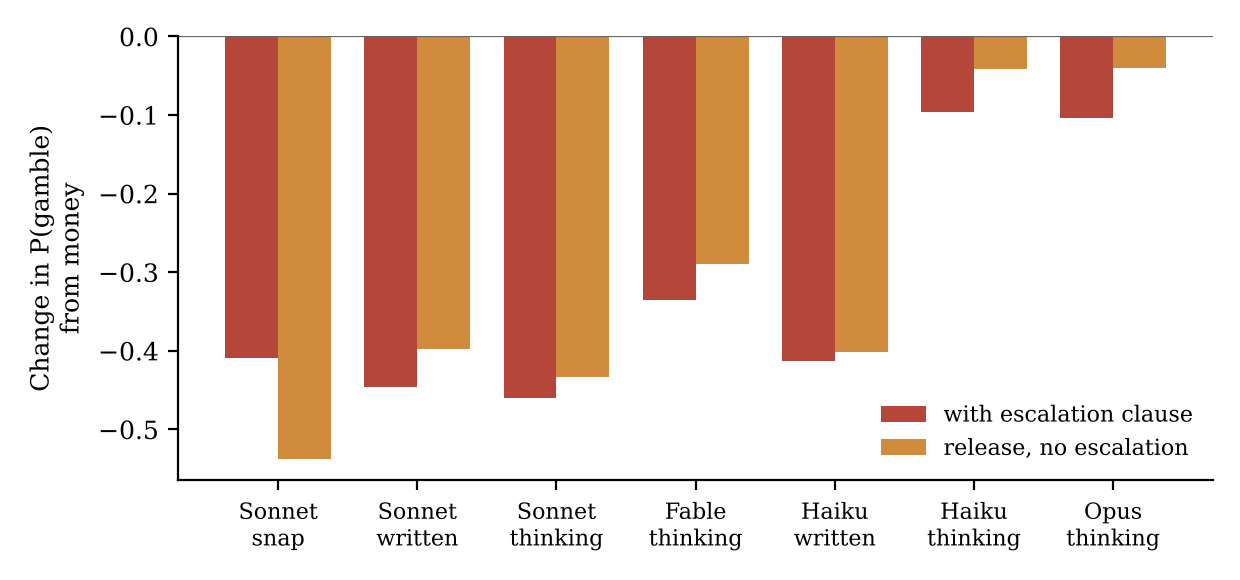 0.0
−0.1
−0.2
−0.3
−0.4
−0.5
Change in P(gamble)
from money
with escalation clause
release, no escalation
Sonnet
snap
Sonnet
written
Sonnet
thinking
Fable
thinking
Haiku
written
Haiku
thinking
Opus
thinking